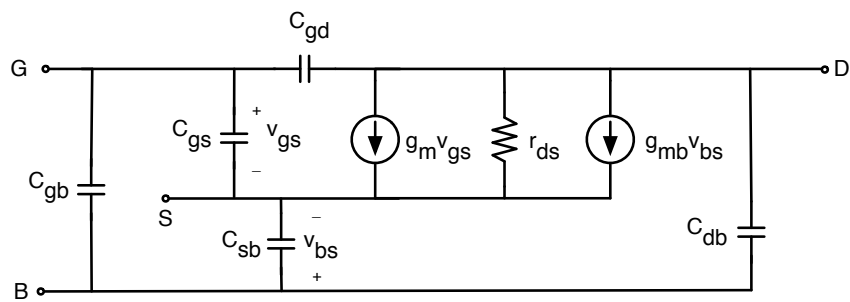 C_gd
G
D
+
C_gs
v_gs
g_m v_gs
r_ds
g_mb v_bs
C_gb
–
S
–
C_sb
v_bs
C_db
+
B